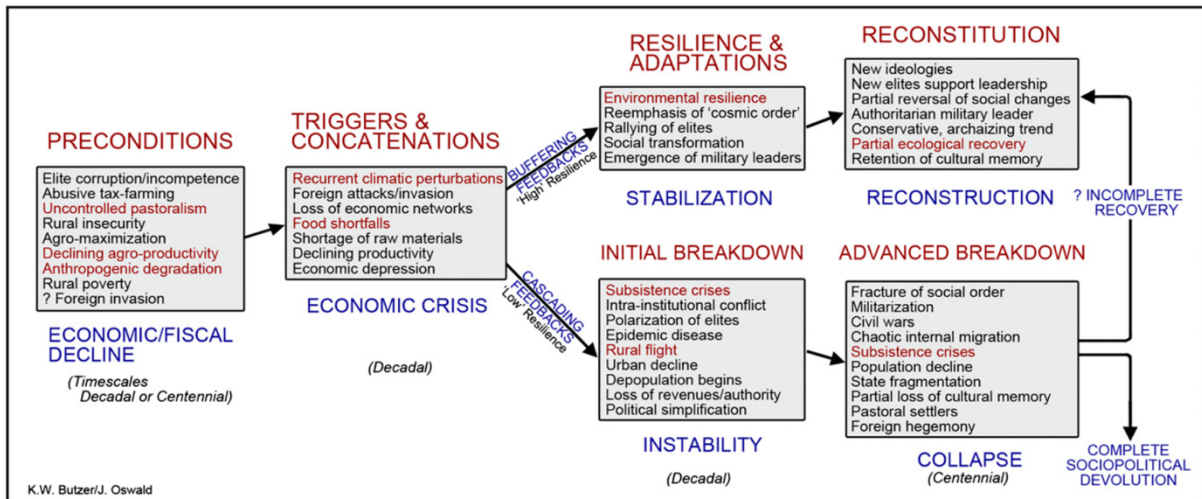 PRECONDITIONS
Elite corruption/incompetence
Abusive tax-farming
Uncontrolled pastoralism
Rural insecurity
Agro-maximization
Declining agro-productivity
Anthropogenic degradation
Rural poverty
? Foreign invasion
ECONOMIC/FISCAL
DECLINE
(Timescales
Decadal or Centennial)
TRIGGERS &
CONCATENATIONS
Recurrent climatic perturbations
Foreign attacks/invasion
Loss of economic networks
Food shortfalls
Shortage of raw materials
Declining productivity
Economic depression
ECONOMIC CRISIS
(Decadal)
BUFFERING
FEEDBACKS
'High' Resilience
CASCADING
FEEDBACKS
'Low' Resilience
RESILIENCE &
ADAPTATIONS
Environmental resilience
Reemphasis of 'cosmic order'
Rallying of elites
Social transformation
Emergence of military leaders
STABILIZATION
RECONSTITUTION
New ideologies
New elites support leadership
Partial reversal of social changes
Authoritarian military leader
Conservative, archaizing trend
Partial ecological recovery
Retention of cultural memory
RECONSTRUCTION
? INCOMPLETE
RECOVERY
INITIAL BREAKDOWN
Subsistence crises
Intra-institutional conflict
Polarization of elites
Epidemic disease
Rural flight
Urban decline
Depopulation begins
Loss of revenues/authority
Political simplification
INSTABILITY
(Decadal)
ADVANCED BREAKDOWN
Fracture of social order
Militarization
Civil wars
Chaotic internal migration
Subsistence crises
Population decline
State fragmentation
Partial loss of cultural memory
Pastoral settlers
Foreign hegemony
COLLAPSE
(Centennial)
COMPLETE
SOCIOPOLITICAL
DEVOLUTION
K.W. Butzer/J. Oswald